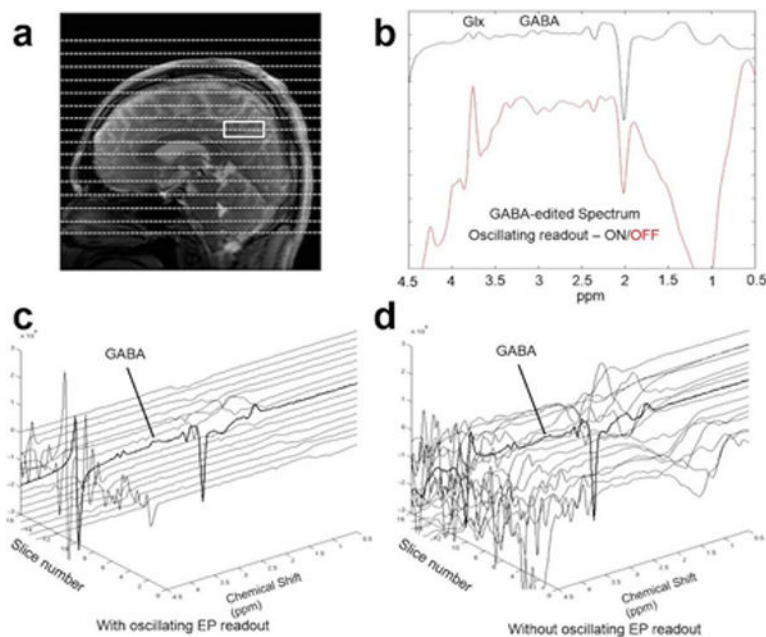 a
b
Glx
GABA
GABA-edited Spectrum
Oscillating readout – ON/OFF
4.5 4 3.5 3 2.5 2 1.5 1 0.5
ppm
c
GABA
Slice number
Chemical Shift
(ppm)
With oscillating EP readout
d
GABA
Slice number
Chemical Shift
(ppm)
Without oscillating EP readout